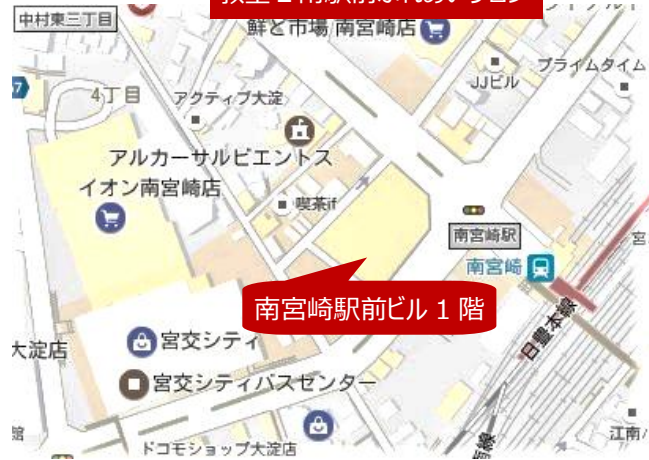 中村東三丁目
鮮ど市場 南宮崎店
JJビル
プライムタイム
4丁目
アクティブ大淀
アルカーサルビエントス
イオン南宮崎店
喫茶if
南宮崎駅
宮
南宮崎
南宮崎駅前ビル 1 階
日豊本線
宮交シティ
大淀店
宮交シティバスセンター
館
ドコモショップ大淀店
南線
江南